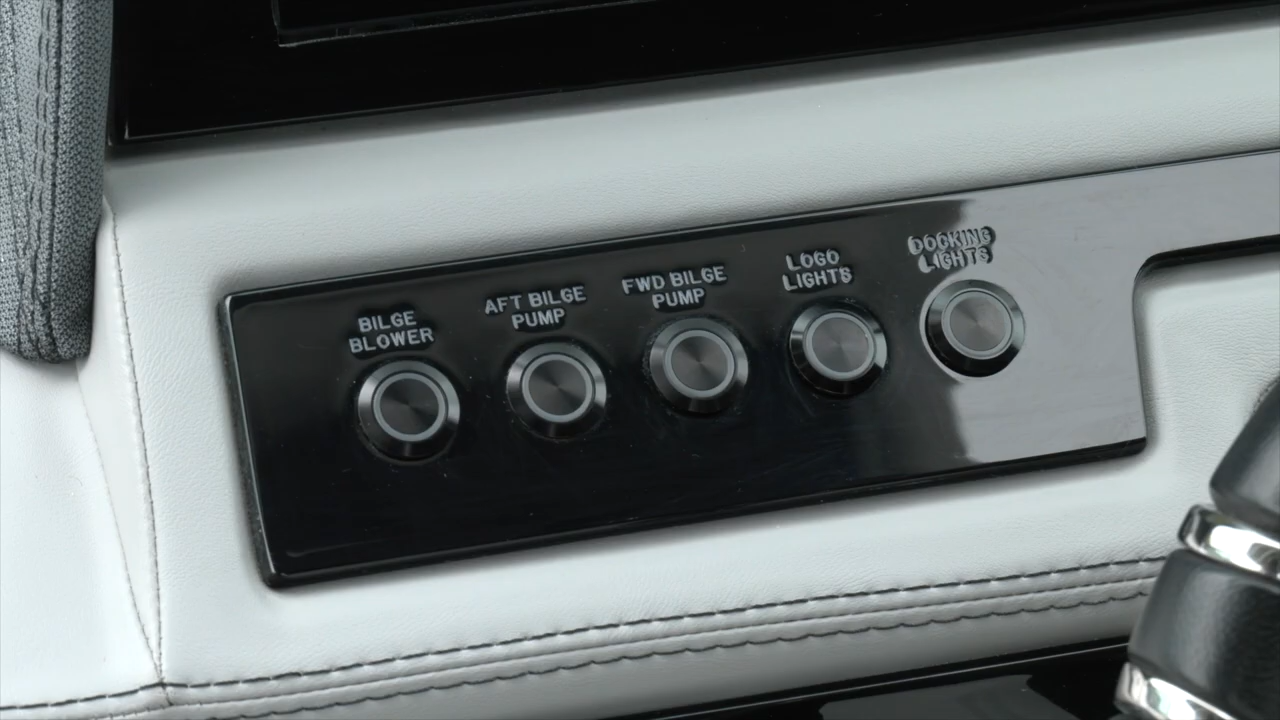 BILGE
BLOWER
AFT BILGE
PUMP
FWD BILGE
PUMP
LOGO
LIGHTS
DOCKING
LIGHTS